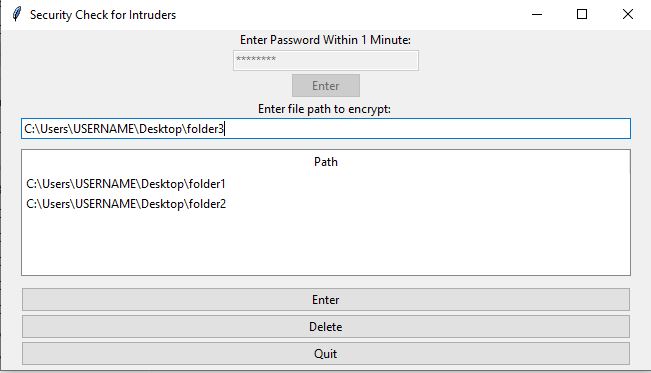 Security Check for Intruders
Enter Password Within 1 Minute:
********
Enter
Enter file path to encrypt:
C:\Users\USERNAME\Desktop\folder3
Path
C:\Users\USERNAME\Desktop\folder1
C:\Users\USERNAME\Desktop\folder2
Enter
Delete
Quit